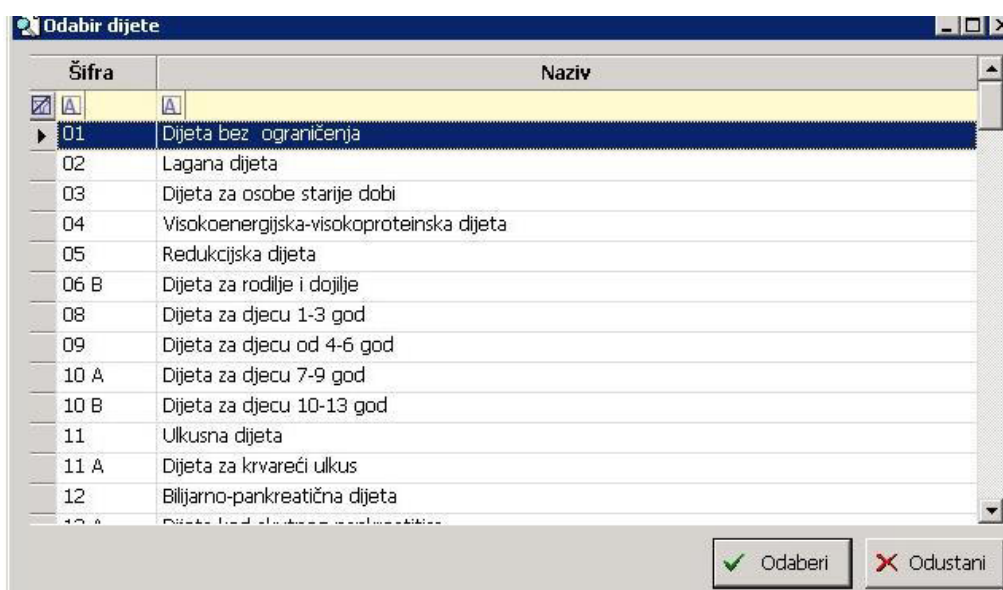 Odabir dijete
Šifra Naziv
A A
01 Dijeta bez ograničenja
02 Lagana dijeta
03 Dijeta za osobe starije dobi
04 Visokoenergijska-visokoproteinska dijeta
05 Redukcijska dijeta
06 B Dijeta za rodilje i dojilje
08 Dijeta za djecu 1-3 god
09 Dijeta za djecu od 4-6 god
10 A Dijeta za djecu 7-9 god
10 B Dijeta za djecu 10-13 god
11 Ulkusna dijeta
11 A Dijeta za krvareći ulkus
12 Bilijarno-pankreatična dijeta
Odaberi Odustani